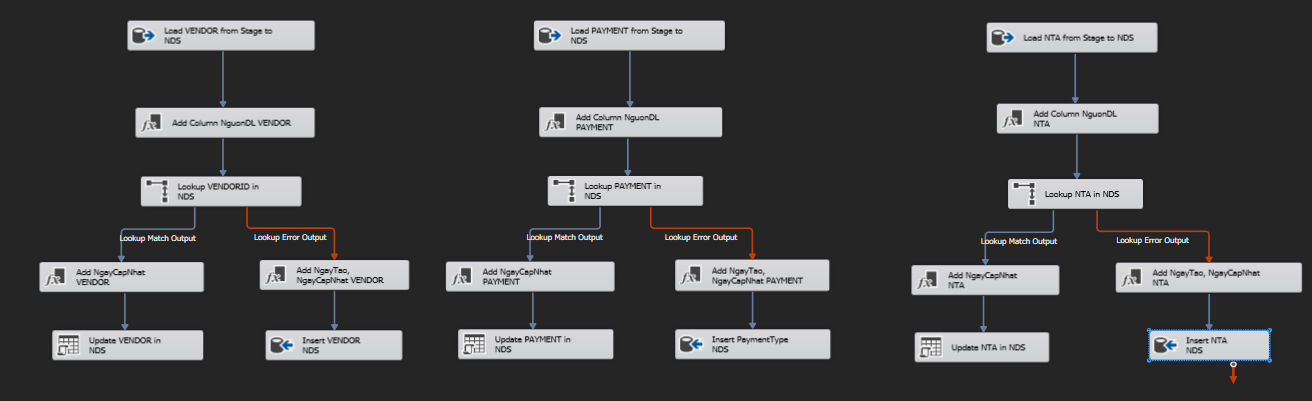 Load VENDOR from Stage to
NDS
Add Column NguonDL VENDOR
Lookup VENDORID in
NDS
Lookup Match Output
Lookup Error Output
Add NgayCapNhat
VENDOR
Add NgayTao,
NgayCapNhat VENDOR
Update VENDOR in
NDS
Insert VENDOR
NDS
Load PAYMENT from Stage to
NDS
Add Column NguonDL
PAYMENT
Lookup PAYMENT in
NDS
Lookup Match Output
Lookup Error Output
Add NgayCapNhat
PAYMENT
Add NgayTao,
NgayCapNhat PAYMENT
Update PAYMENT in
NDS
Insert PaymentType
NDS
Load NTA from Stage to NDS
Add Column NguonDL
NTA
Lookup NTA in NDS
Lookup Match Output
Lookup Error Output
Add NgayCapNhat
NTA
Add NgayTao, NgayCapNhat
NTA
Update NTA in NDS
Insert NTA
NDS